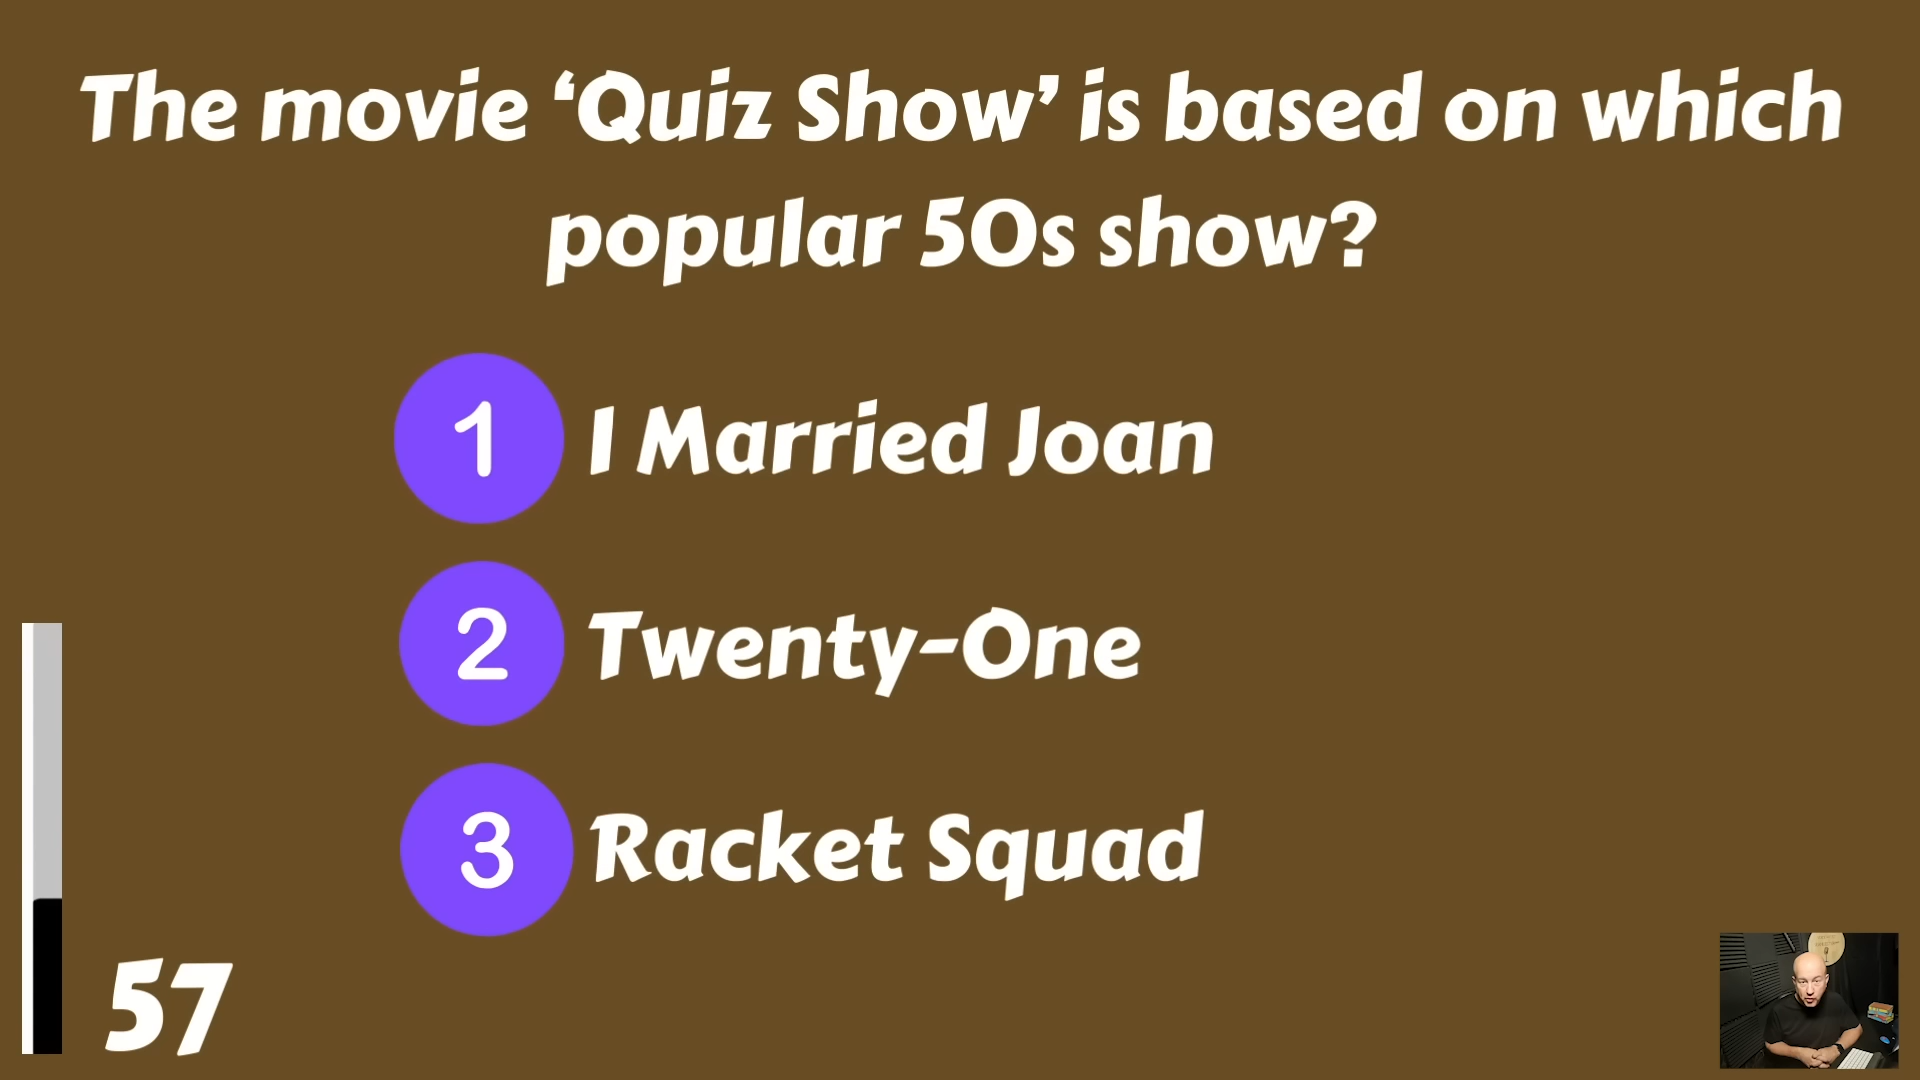 The movie ‘Quiz Show’ is based on which
popular 50s show?
1 I Married Joan
2 Twenty-One
3 Racket Squad
57